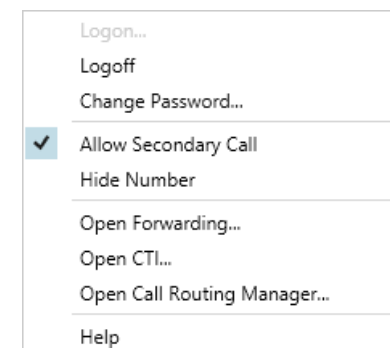 Logon...
Logoff
Change Password...
Allow Secondary Call
Hide Number
Open Forwarding...
Open CTI...
Open Call Routing Manager...
Help